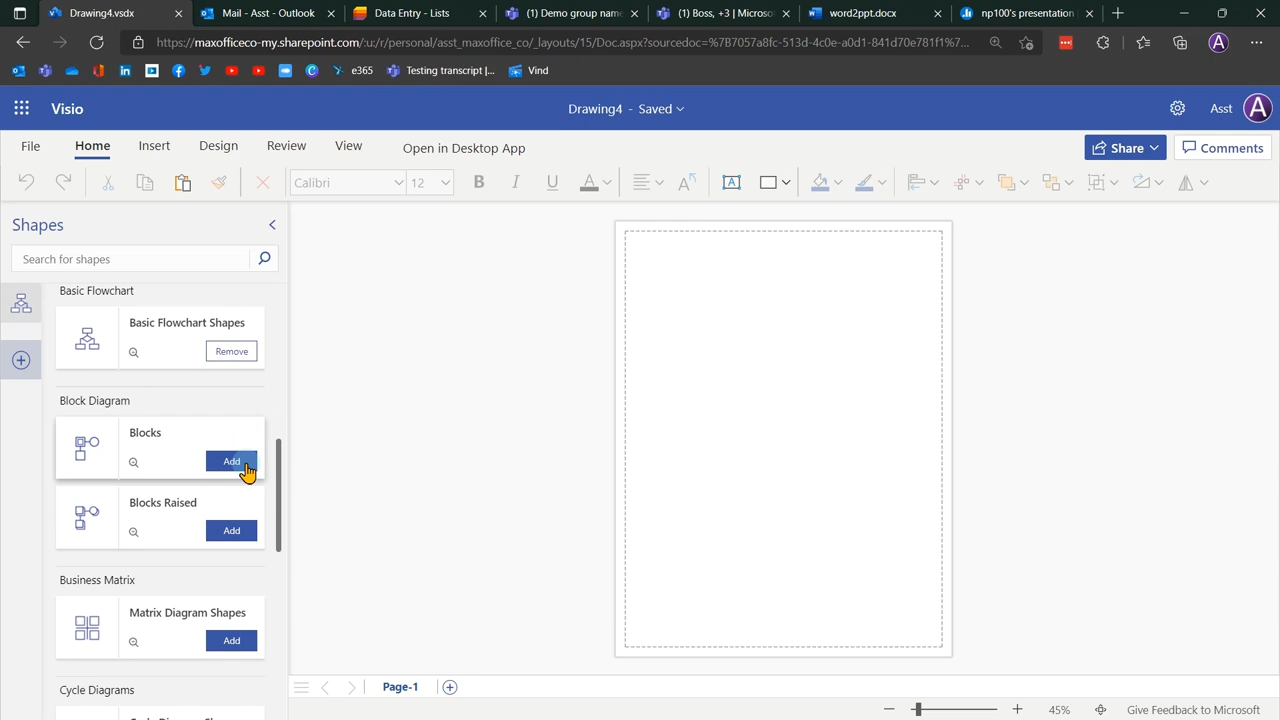 Drawing4.vsdx
Mail - Asst - Outlook
Data Entry - Lists
(1) Demo group nam
(1) Boss, +3 | Microso
word2ppt.docx
np100's presentation
https://maxofficeco-my.sharepoint.com/:u:/r/personal/asst_maxoffice_co/_layouts/15/Doc.aspx?sourcedoc=%7B7057a8fc-513d-4c0e-a0d1-841d70e781f1%7...
A
e365
Testing transcript |...
Vind
Visio
Drawing4 - Saved
Asst
A
File
Home
Insert
Design
Review
View
Open in Desktop App
Share
Comments
Calibri
12
B
I
U
A
A
A
Shapes
Search for shapes
Basic Flowchart
Basic Flowchart Shapes
Remove
Block Diagram
Blocks
Add
Blocks Raised
Add
Business Matrix
Matrix Diagram Shapes
Add
Cycle Diagrams
Page-1
45%
Give Feedback to Microsoft